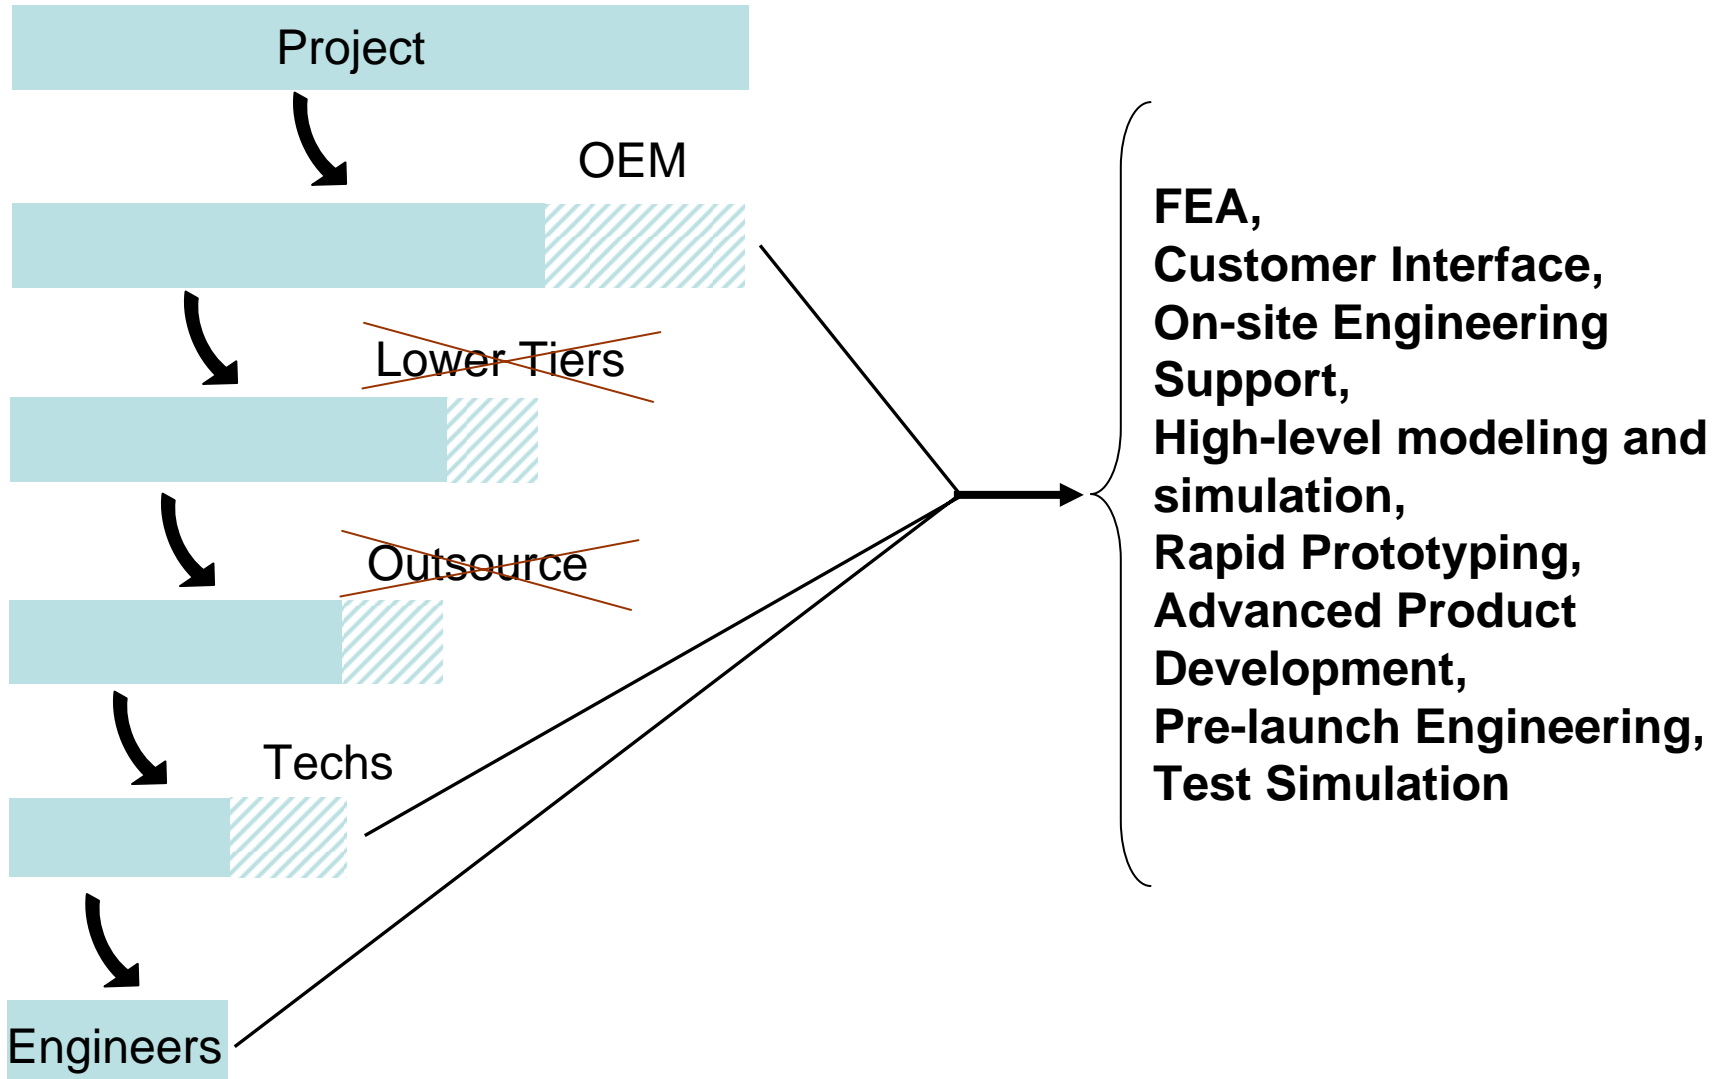 Project
OEM
Lower Tiers
Outsource
Techs
Engineers
FEA,
Customer Interface,
On-site Engineering
Support,
High-level modeling and
simulation,
Rapid Prototyping,
Advanced Product
Development,
Pre-launch Engineering,
Test Simulation